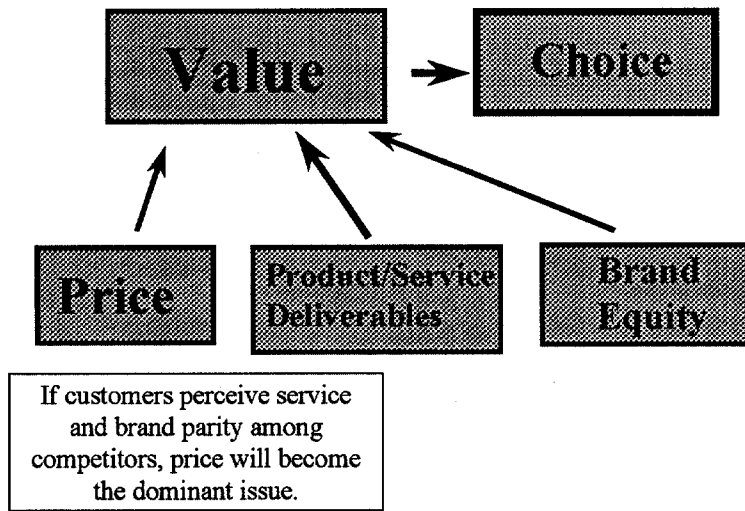 Value
Choice
Price
Product/Service
Deliverables
Brand
Equity
If customers perceive service
and brand parity among
competitors, price will become
the dominant issue.